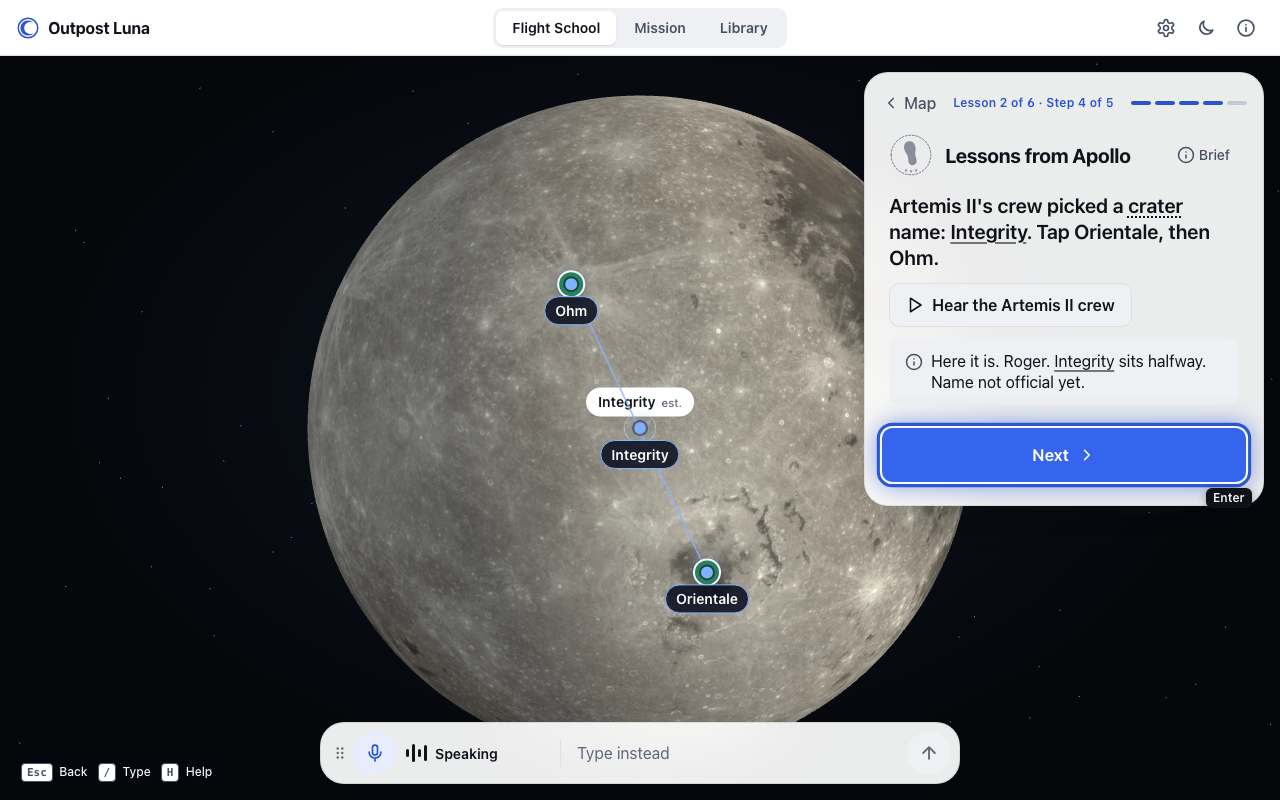 Outpost Luna
Flight School
Mission
Library
Map
Lesson 2 of 6 · Step 4 of 5
Lessons from Apollo
Brief
Artemis II's crew picked a crater
name: Integrity. Tap Orientale, then
Ohm.
Hear the Artemis II crew
Here it is. Roger. Integrity sits halfway.
Name not official yet.
Next
Enter
Ohm
Integrity est.
Integrity
Orientale
Speaking
Type instead
Esc Back / Type H Help